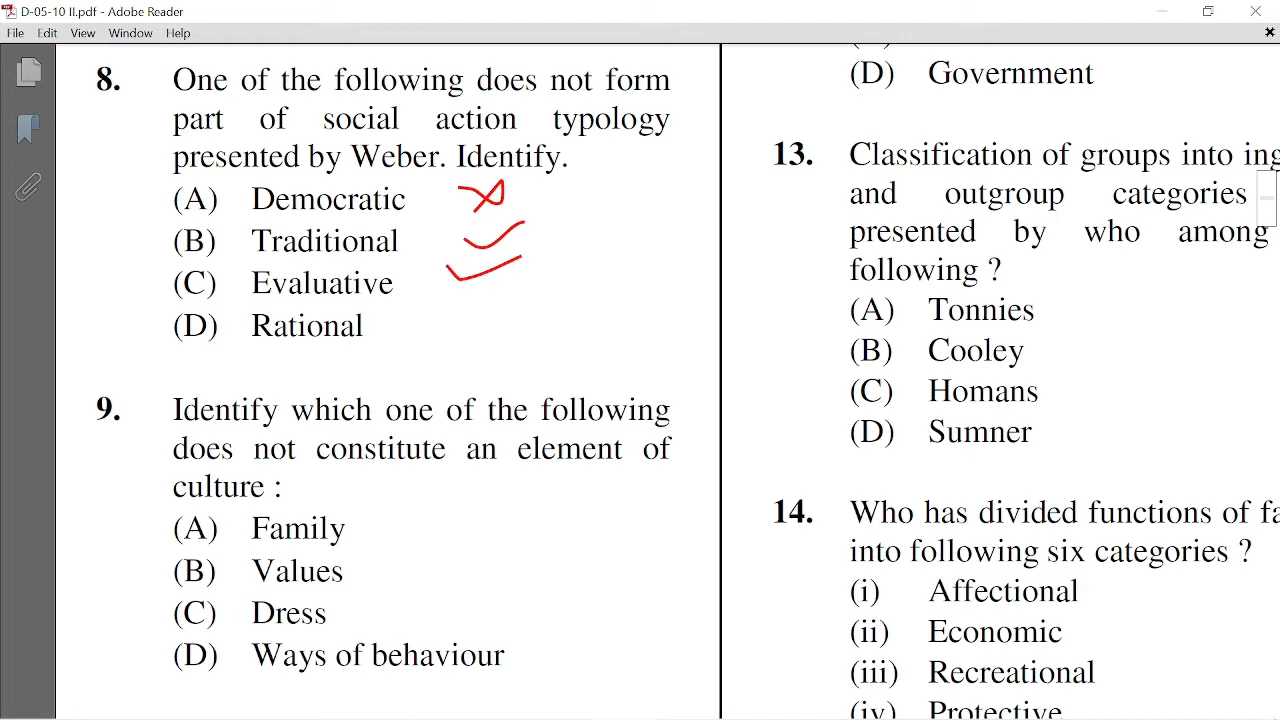 D-05-10 II.pdf - Adobe Reader
File Edit View Window Help
8. One of the following does not form
part of social action typology
presented by Weber. Identify.
(A) Democratic
(B) Traditional
(C) Evaluative
(D) Rational
9. Identify which one of the following
does not constitute an element of
culture :
(A) Family
(B) Values
(C) Dress
(D) Ways of behaviour
(D) Government
13. Classification of groups into ing
and outgroup categories
presented by who among
following ?
(A) Tonnies
(B) Cooley
(C) Homans
(D) Sumner
14. Who has divided functions of fa
into following six categories ?
(i) Affectional
(ii) Economic
(iii) Recreational
(iv) Protective